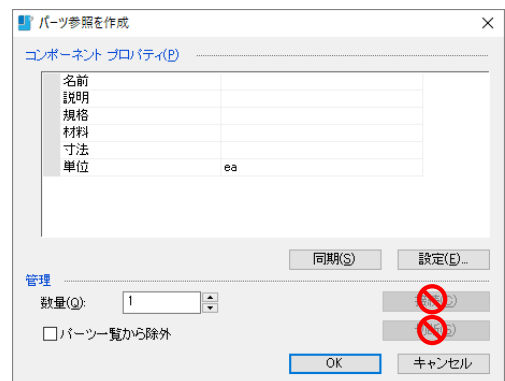 パーツ参照を作成
コンポーネント プロパティ(P)
名前
説明
規格
材料
寸法
単位 ea
同期(S) 設定(E)...
管理
数量(Q): 1
パーツ一覧から除外
OK キャンセル